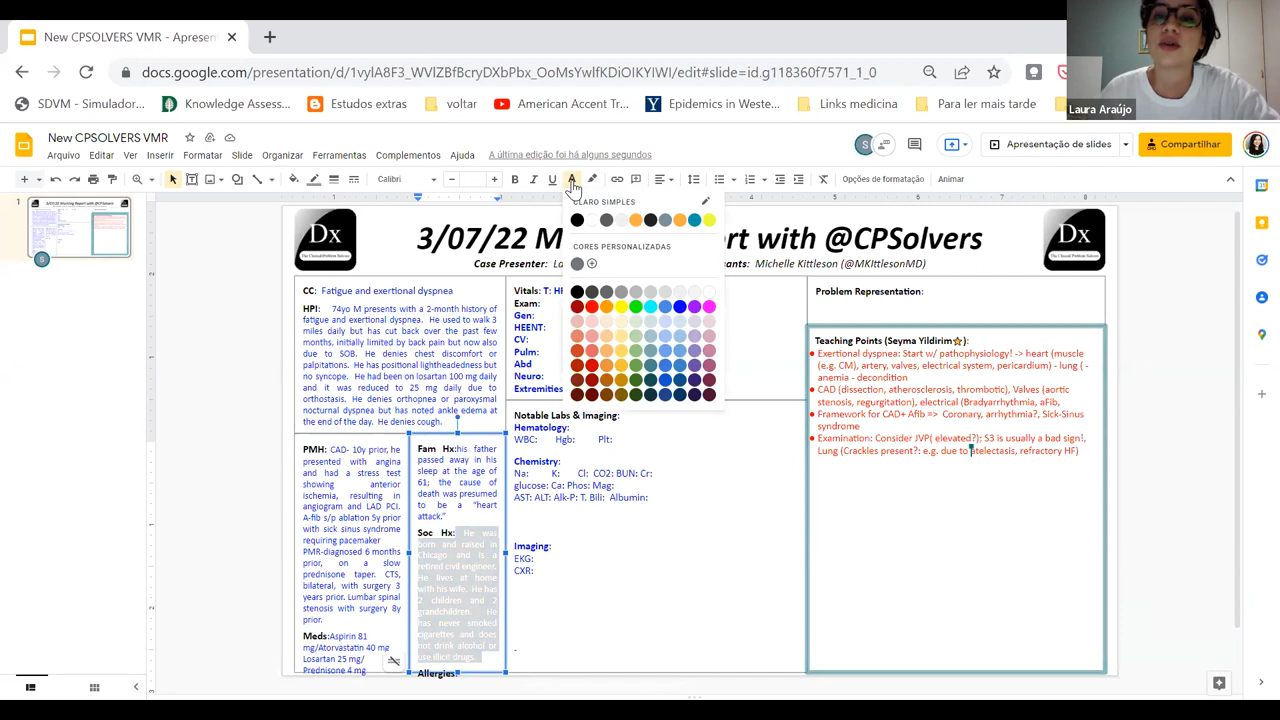 New CPSOLVERS VMR - Apresen
docs.google.com/presentation/d/1vyIA8F3_WVIZBfBcryDXbPbx_OoMsYwlfKDiOIKYIWI/edit#slide=id.g118360f7571_1_0
SDVM - Simulador...
Knowledge Assess...
Estudos extras
voltar
American Accent Tr...
Epidemics in Weste...
Links medicina
Para ler mais tarde
Laura Araújo
New CPSOLVERS VMR
Arquivo Editar Ver Inserir Formatar Slide Organizar Ferramentas Complementos Ajuda
A última edição foi há alguns segundos
S
Apresentação de slides
Compartilhar
Calibri
B I U A
Opções de formatação
Animar
CLARO SIMPLES
CORES PERSONALIZADAS
1
S
Dx
The Clinical Problem Solvers
3/07/22 M
ort with @CPSolvers
Case Presenter: La
nts: Michelle Kittleson (@MKIttlesonMD)
Dx
The Clinical Problem Solvers
CC: Fatigue and exertional dyspnea
HPI: 74yo M presents with a 2-month history of
fatigue and exertional dyspnea. He used to walk 3
miles daily but has cut back over the past few
months, initially limited by back pain but now also
due to SOB. He denies chest discomfort or
palpitations. He has positional lightheadedness but
no syncope. He had been on losartan 100 mg daily
and it was reduced to 25 mg daily due to
orthostasis. He denies orthopnea or paroxysmal
nocturnal dyspnea but has noted ankle edema at
the end of the day. He denies cough.
PMH: CAD- 10y prior, he
presented with angina
and had a stress test
showing anterior
ischemia, resulting in
angiogram and LAD PCI.
A-fib s/p ablation 5y prior
with sick sinus syndrome
requiring pacemaker
PMR-diagnosed 6 months
prior, on a slow
prednisone taper. CTS,
bilateral, with surgery 3
years prior. Lumbar spinal
stenosis with surgery 8y
prior.
Meds:Aspirin 81
mg/Atorvastatin 40 mg
Losartan 25 mg/
Prednisone 4 mg
Fam Hx:his father
passed away in his
sleep at the age of
61; the cause of
death was presumed
to be a “heart
attack.”
Soc Hx: He was
born and raised in
Chicago and is a
retired civil engineer.
He lives at home
with his wife. He has
2 children and 2
grandchildren. He
has never smoked
cigarettes and does
not drink alcohol or
use illicit drugs.
Allergies:
Vitals: T: HF
Exam:
Gen:
HEENT:
CV:
Pulm:
Abd
Neuro:
Extremities
Notable Labs & Imaging:
Hematology:
WBC: Hgb: Plt:
Chemistry:
Na: K: Cl: CO2: BUN: Cr:
glucose: Ca: Phos: Mag:
AST: ALT: Alk-P: T. Bili: Albumin:
Imaging:
EKG:
CXR:
-
Problem Representation:
Teaching Points (Seyma Yildirim⭐):
● Exertional dyspnea: Start w/ pathophysiology! -> heart (muscle
(e.g. CM), artery, valves, electrical system, pericardium) - lung ( -
anemia - decondition
● CAD (dissection, atherosclerosis, thrombotic), Valves (aortic
stenosis, regurgitation), electrical (Bradyarrhythmia, aFib,
● Framework for CAD+ Afib => Coronary, arrhythmia?, Sick-Sinus
syndrome
● Examination: Consider JVP( elevated?); S3 is usually a bad sign!,
Lung (Crackles present?: e.g. due to atelectasis, refractory HF)